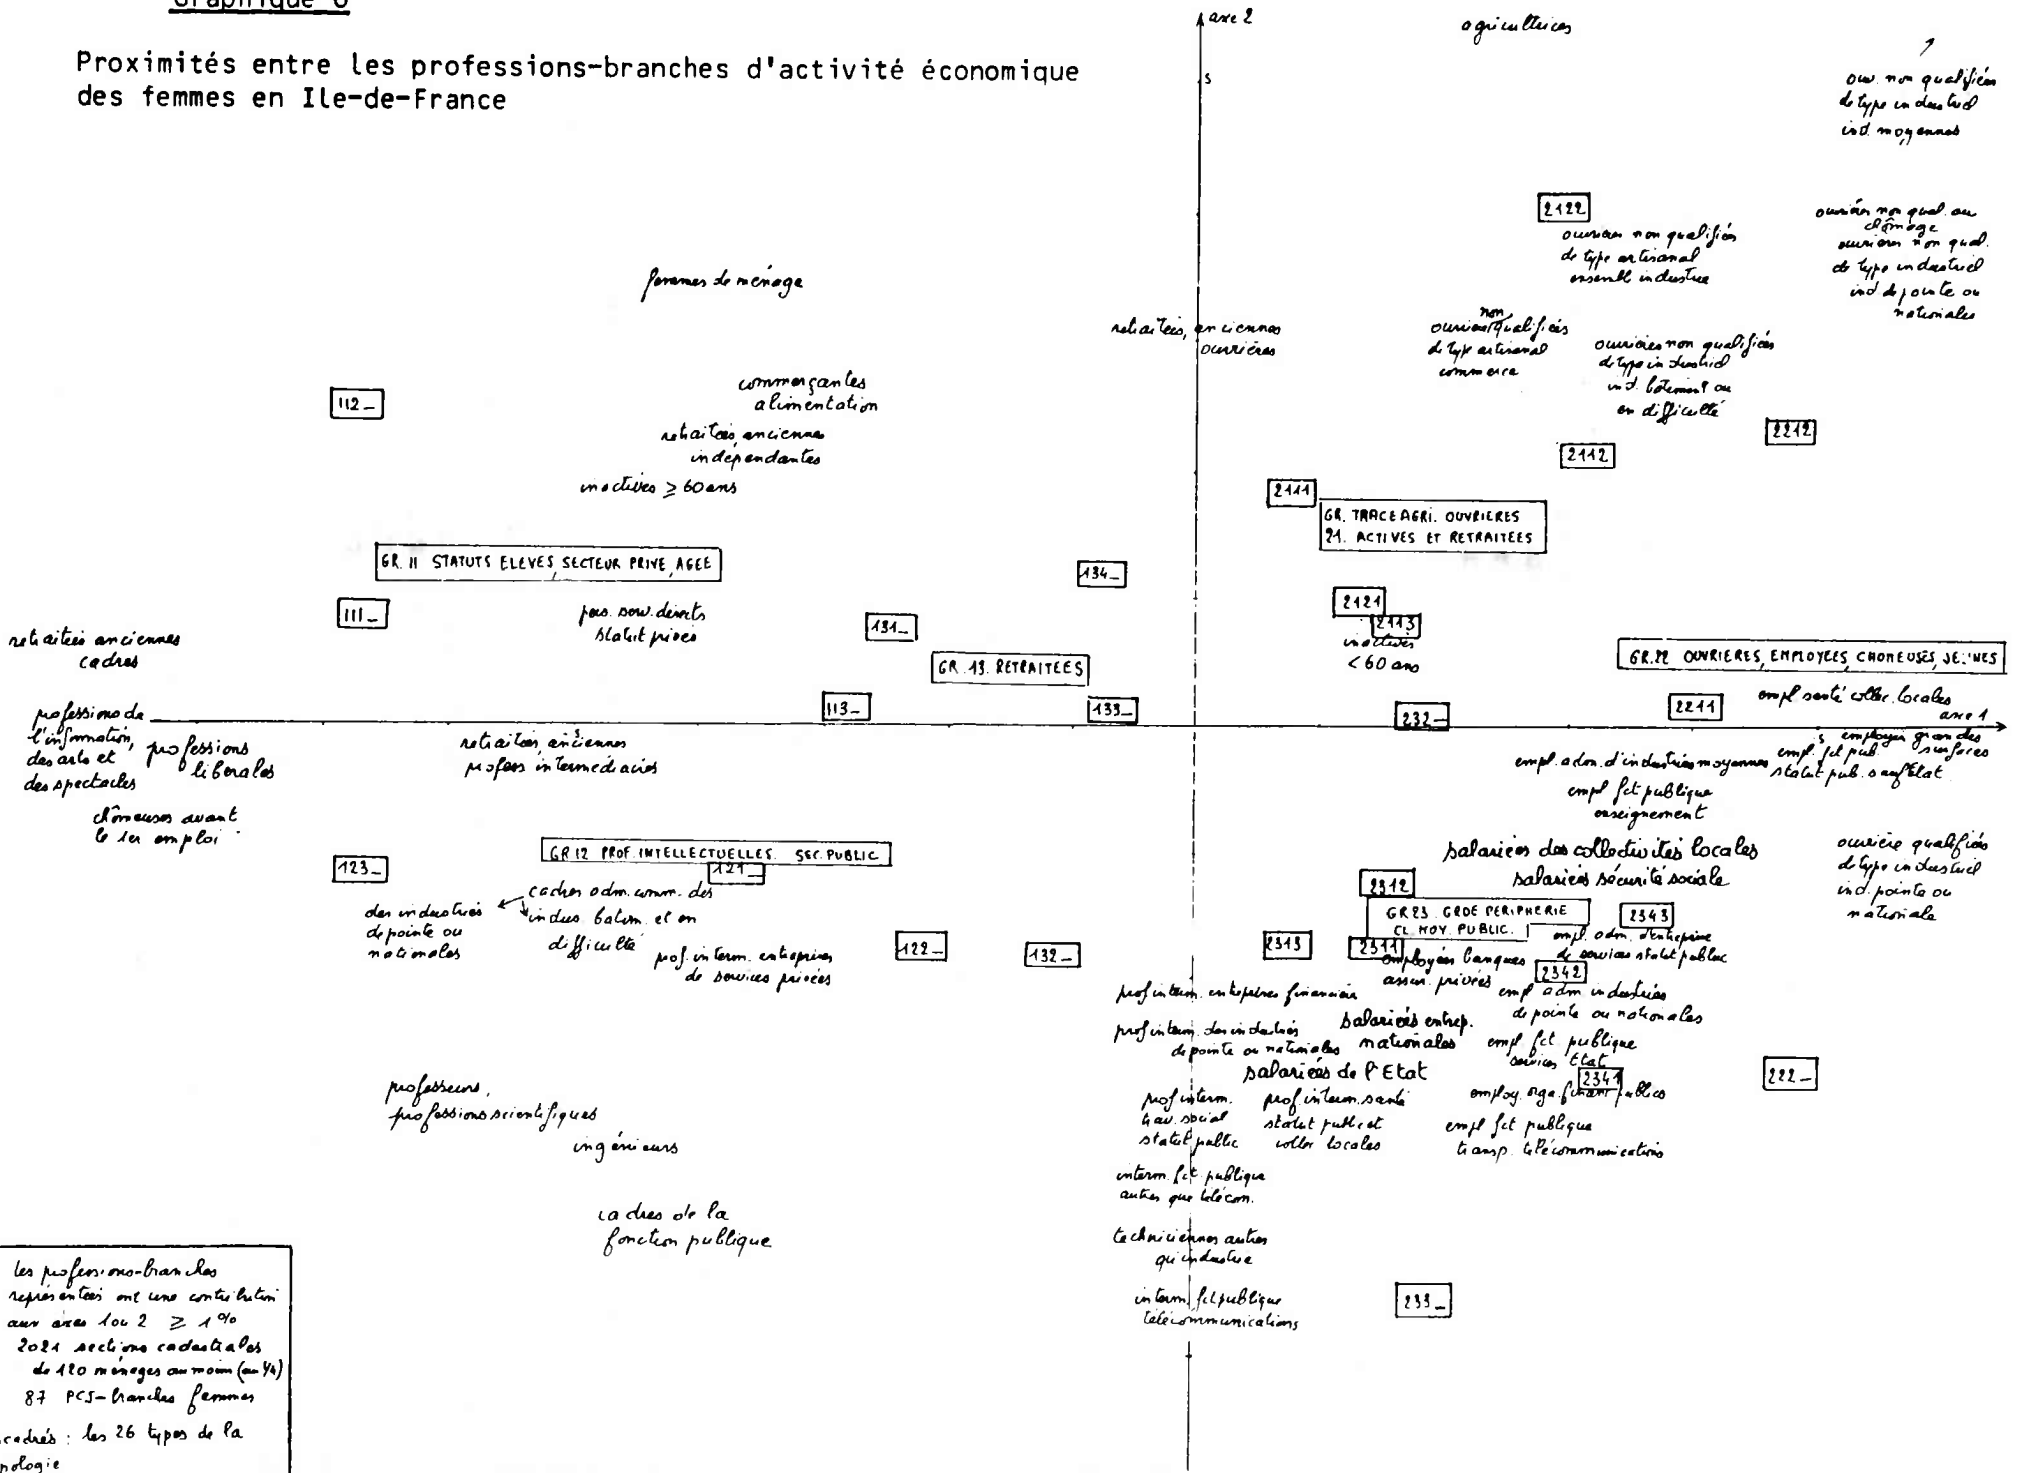 Graphique 6
Proximités entre les professions-branches d'activité économique
des femmes en Ile-de-France
axe 2
s
agricultrices
ouv. non qualifiées
de type industriel
ind. moyennes
2122
ouvrières non qualifiées
de type artisanal
ensembl industrie
ouvrières non qual. au
chômage
ouvrières non qual.
de type industriel
ind de pointe ou
nationales
femmes de ménage
retraitées, anciennes
ouvrières
non
ouvrières qualifiées
de type artisanal
commerce
ouvrières non qualifiées
de type industriel
ind. batiment ou
en difficulté
112_
commerçantes
alimentation
retraitées, anciennes
indépendantes
inactives ≥ 60 ans
2212
2112
2111
GR. TRACE AGRI. OUVRIERES
21. ACTIVES ET RETRAITEES
GR. 11 STATUTS ELEVES, SECTEUR PRIVE, AGEE
134_
111_
pers. serv. directs
statut privés
131_
2121
2113
inactives
< 60 ans
retraitées anciennes
cadres
GR. 13. RETRAITEES
GR.22 OUVRIERES, EMPLOYEES, CHOMEUSES, JEUNES
113_
133_
232_
2211
empl santé collec. locales
axe 1
professions de
l'information,
des arts et
des spectacles
professions
libérales
retraitées, anciennes
profess intermédiaires
s
employées grandes
surfaces
empl. adm. d'industries moyennes
empl. fct pub.
statut pub. sauf Etat
empl fct publique
enseignement
chômeuses avant
le 1er emploi
GR 12 PROF. INTELLECTUELLES. SEC. PUBLIC
123_
121_
salariées des collectivités locales
salariées sécurité sociale
ouvrière qualifiées
de type industriel
ind. pointe ou
nationale
2312
GR 23. GRDE PERIPHERIE
CL. MOY. PUBLIC.
2343
cadres adm. comm. des
indus. batim. et en
difficulté
des industries
de pointe ou
nationales
prof. interm. entreprises
de services privées
122_
132_
2313
2311
empl. adm. d'entreprise
de services statut public
employées banques
assur. privées
2342
prof interm. entreprises financières
empl adm industries
de pointe ou nationales
prof interm. des industries
de pointe ou nationales
salariées entrep.
nationales
empl fct publique
services Etat
salariées de l'Etat
2341
222_
employ. orga. financ publics
professeurs,
professions scientifiques
ingénieurs
prof interm.
trav. social
statut public
prof interm. santé
statut public et
collec locales
empl fct publique
transp. télécommunications
interm. fct publique
autres que télécom.
cadres de la
fonction publique
techniciennes autres
qu'industrie
interm. fct publique
télécommunications
233_
les professions-branches
représentées ont une contribution
aux axes 1 ou 2 ≥ 1%
2021 sections cadastrales
de 120 ménages au moins (au 1/4)
87 PCS-branches femmes
cadrés : les 26 types de la
pologie